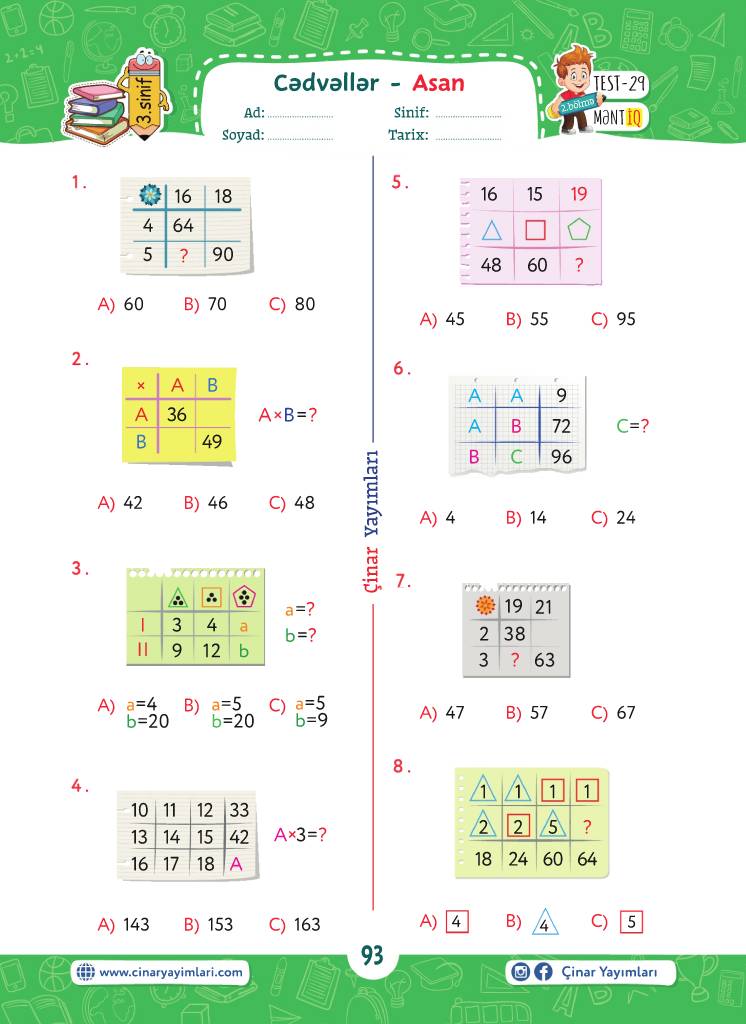 3.sinif
Cədvəllər - Asan
Ad: ........................
Sinif: ........................
Soyad: ........................
Tarix: ........................
TEST-29
2.bölmə
MƏNTİQ
1.
16 18
4 64
5 ? 90
A) 60 B) 70 C) 80
2.
× A B
A 36
B 49
A×B=?
A) 42 B) 46 C) 48
3.
I 3 4 a
II 9 12 b
a=?
b=?
A) a=4 b=20
B) a=5 b=20
C) a=5 b=9
4.
10 11 12 33
13 14 15 42
16 17 18 A
A×3=?
A) 143 B) 153 C) 163
Çinar Yayımları
5.
16 15 19
48 60 ?
A) 45 B) 55 C) 95
6.
A A 9
A B 72
B C 96
C=?
A) 4 B) 14 C) 24
7.
19 21
2 38
3 ? 63
A) 47 B) 57 C) 67
8.
1 1 1 1
2 2 5 ?
18 24 60 64
A) 4 B) 4 C) 5
www.cinaryayimlari.com
93
Çinar Yayımları